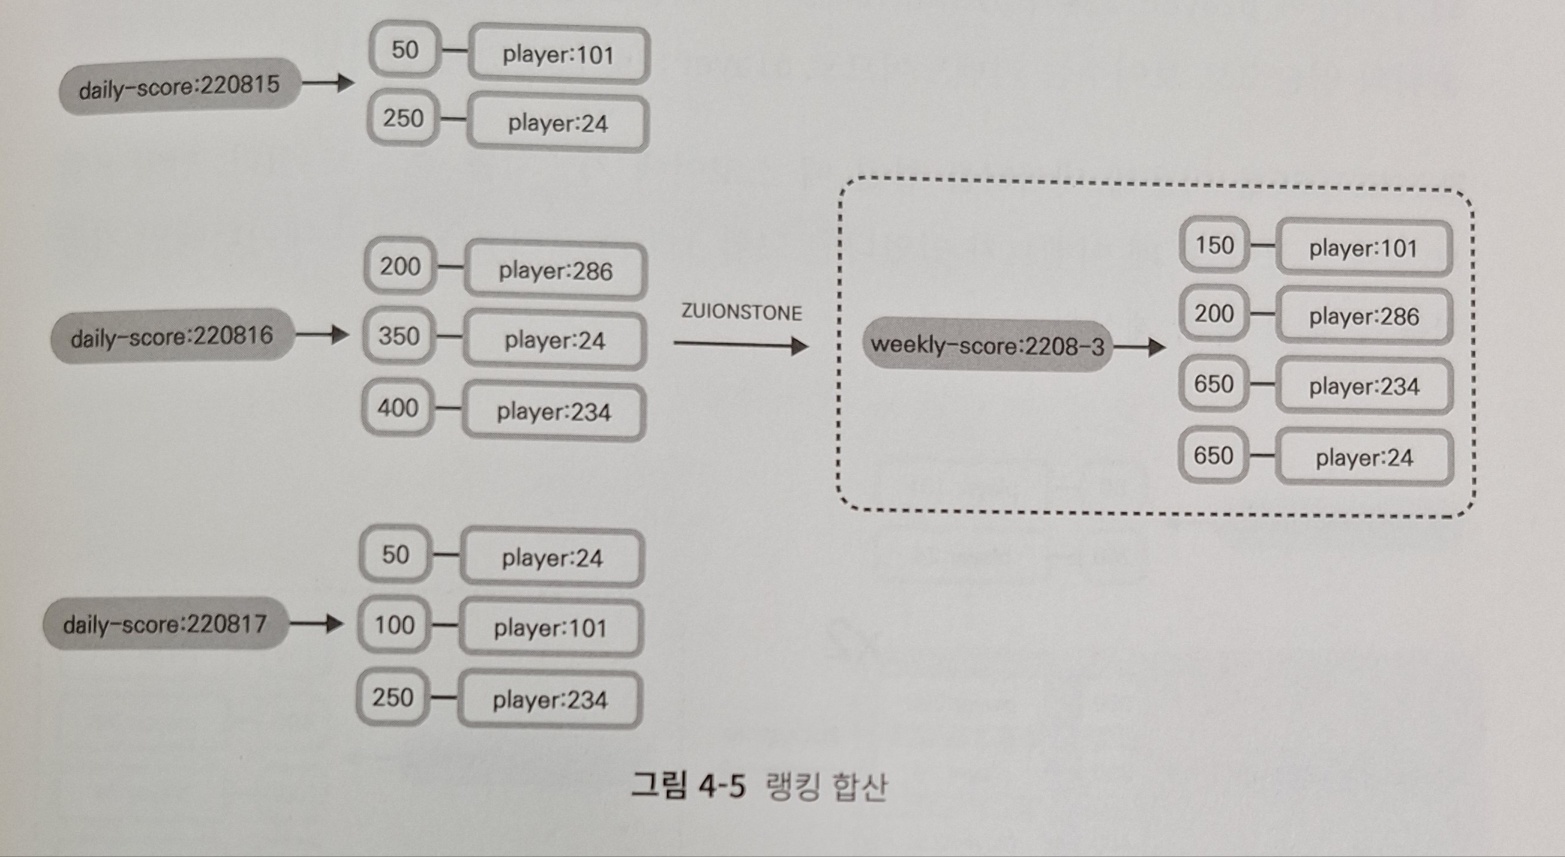 daily-score:220815
50 player:101
250 player:24
daily-score:220816
200 player:286
350 player:24
400 player:234
daily-score:220817
50 player:24
100 player:101
250 player:234
ZUIONSTONE
weekly-score:2208-3
150 player:101
200 player:286
650 player:234
650 player:24
그림 4-5 랭킹 합산